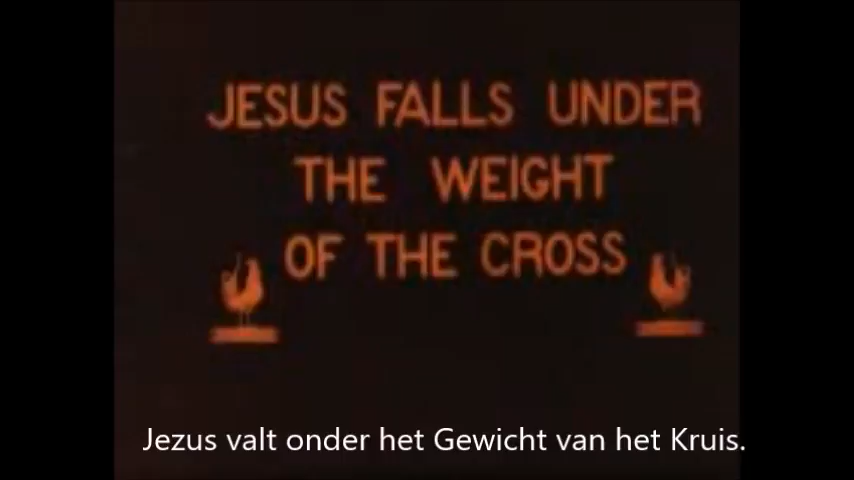 JESUS FALLS UNDER
THE WEIGHT
OF THE CROSS
Jezus valt onder het Gewicht van het Kruis.